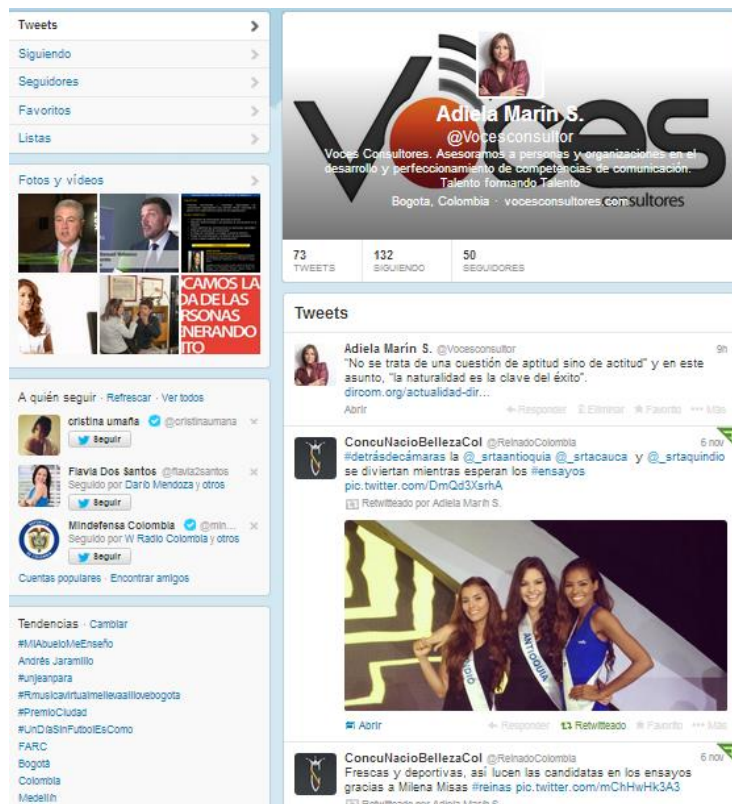 Tweets
Siguiendo
Seguidores
Favoritos
Listas
Fotos y vídeos
CAMOS LA
DA DE LAS
RSONAS
NERANDO
ITO
A quién seguir · Refrescar · Ver todos
cristina umaña @cristinaumana
Seguir
Flavia Dos Santos @flavia2santos
Seguido por Darío Mendoza y otros
Seguir
Mindefensa Colombia @min...
Seguido por W Radio Colombia y otros
Seguir
Cuentas populares · Encontrar amigos
Tendencias · Cambiar
#MiAbueloMeEnseño
Andrés Jaramillo
#unjeanpara
#Rmusicavirtualmellevaalilovebogota
#PremioCiudad
#UnDíaSinFutbolEsComo
FARC
Bogotá
Colombia
Medellín
Voces
Adiela Marín S.
@Vocesconsultor
Voces Consultores. Asesoramos a personas y organizaciones en el
desarrollo y perfeccionamiento de competencias de comunicación.
Talento formando Talento
Bogota, Colombia · vocesconsultores.com
sultores
73 TWEETS
132 SIGUIENDO
50 SEGUIDORES
Tweets
Adiela Marín S. @Vocesconsultor 9h
"No se trata de una cuestión de aptitud sino de actitud" y en este
asunto, "la naturalidad es la clave del éxito".
diroom.org/actualidad-dir...
Abrir Responder Eliminar Favorito Más
ConcuNacioBellezaCol @ReinadoColombia 6 nov
#detrásdecámaras la @_srtaantioquia @_srtacauca y @_srtaquindio
se diviertan mientras esperan los #ensayos
pic.twitter.com/DmQd3XsrhA
Retwitteado por Adiela Marín S.
ANTIOQUIA
Abrir Responder Retwitteado Favorito Más
ConcuNacioBellezaCol @ReinadoColombia 6 nov
Frescas y deportivas, así lucen las candidatas en los ensayos
gracias a Milena Misas #reinas pic.twitter.com/mChHwHk3A3
Retwitteado por Adiela Marín S.